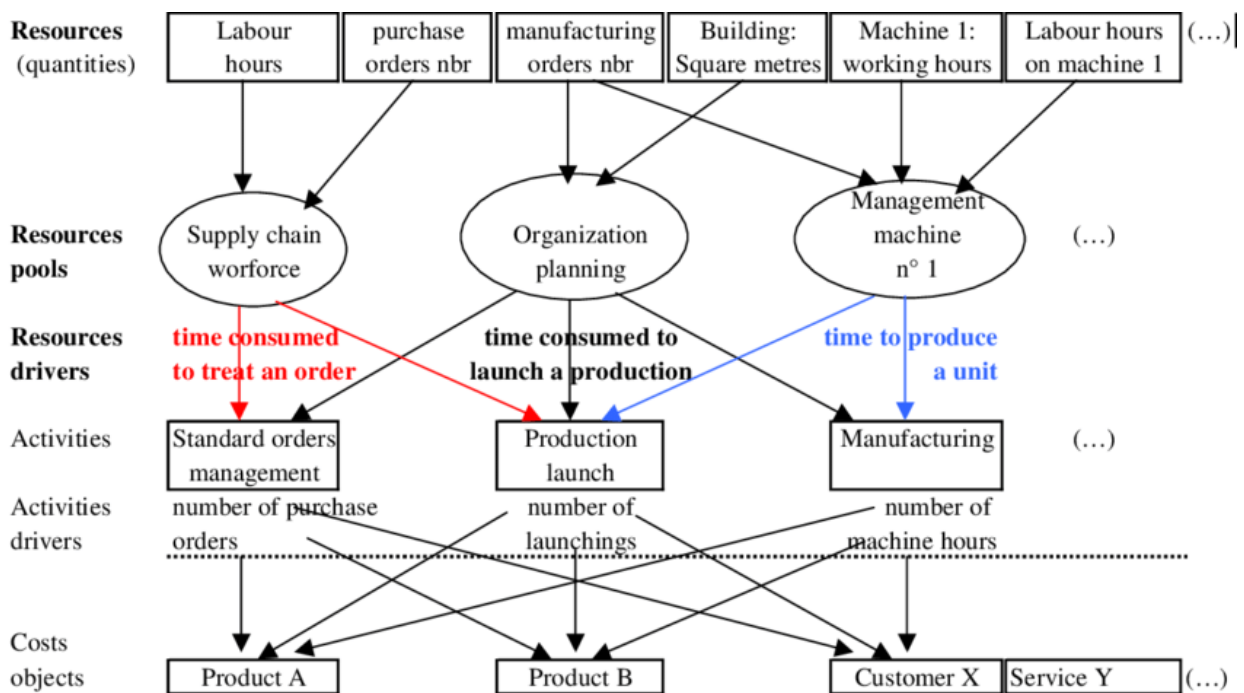 Resources
(quantities)
Labour
hours
purchase
orders nbr
manufacturing
orders nbr
Building:
Square metres
Machine 1:
working hours
Labour hours
on machine 1
(…)
Resources
pools
Supply chain
worforce
Organization
planning
Management
machine
n° 1
(…)
Resources
drivers
time consumed
to treat an order
time consumed to
launch a production
time to produce
a unit
Activities
Standard orders
management
Production
launch
Manufacturing
(…)
Activities
drivers
number of purchase
orders
number of
launchings
number of
machine hours
Costs
objects
Product A
Product B
Customer X
Service Y
(…)